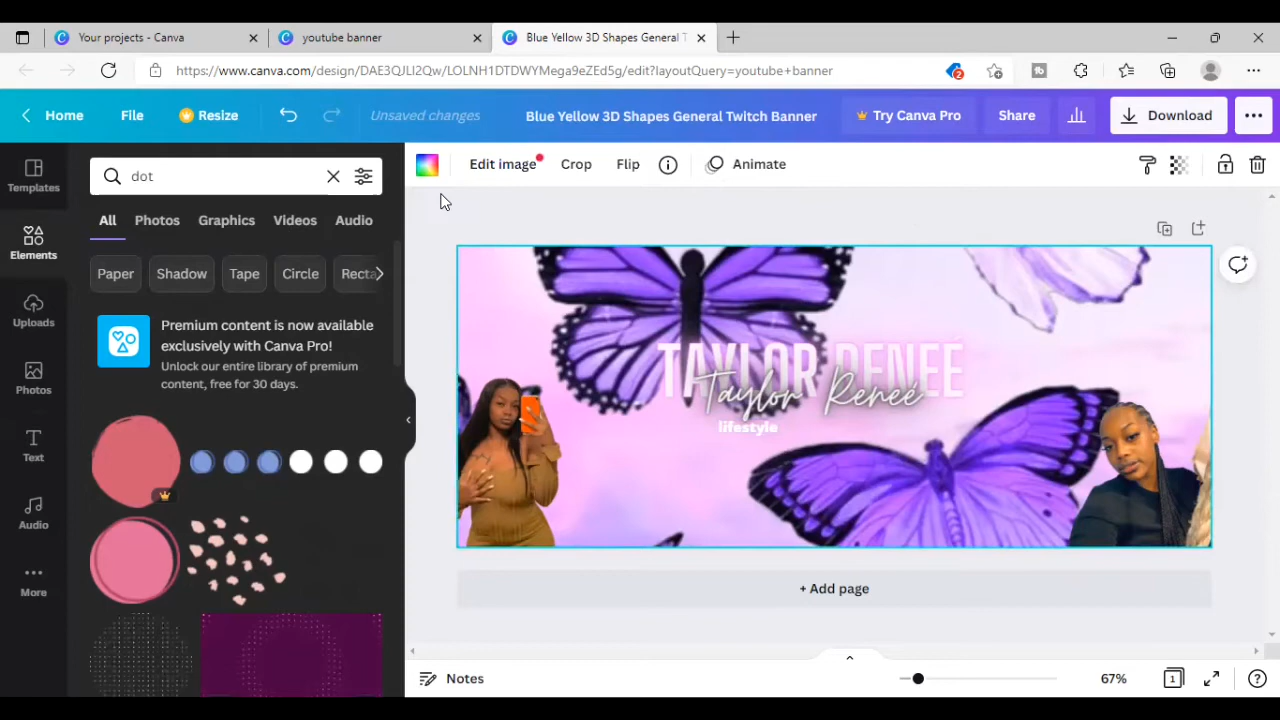 Your projects - Canva
youtube banner
Blue Yellow 3D Shapes General T
https://www.canva.com/design/DAE3QJLI2Qw/LOLNH1DTDWYMega9eZEd5g/edit?layoutQuery=youtube+banner
2
Home
File
Resize
Unsaved changes
Blue Yellow 3D Shapes General Twitch Banner
Try Canva Pro
Share
Download
Templates
Elements
Uploads
Photos
Text
Audio
More
dot
All
Photos
Graphics
Videos
Audio
Paper
Shadow
Tape
Circle
Recta
Premium content is now available
exclusively with Canva Pro!
Unlock our entire library of premium
content, free for 30 days.
Edit image
Crop
Flip
Animate
TAYLOR RENEÉ
Taylor Reneé
lifestyle
+ Add page
Notes
67%
1